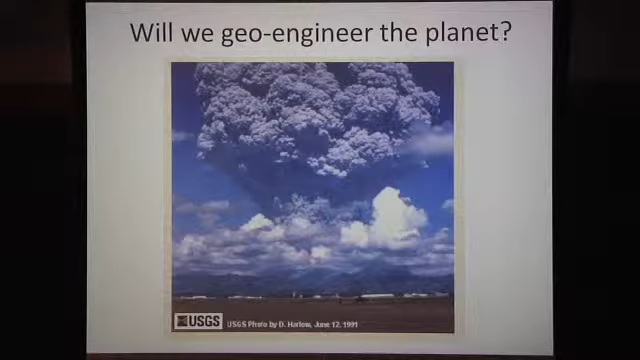 Will we geo-engineer the planet?
USGS
USGS Photo by D. Harlow, June 12, 1991